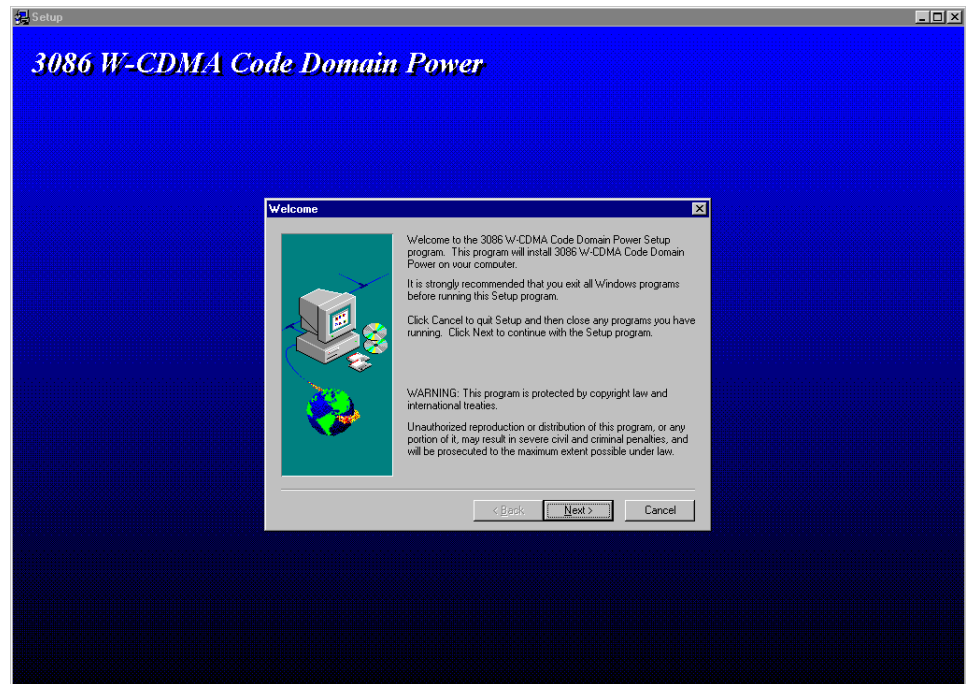 Setup
3086 W-CDMA Code Domain Power
Welcome
Welcome to the 3086 W-CDMA Code Domain Power Setup
program. This program will install 3086 W-CDMA Code Domain
Power on your computer.
It is strongly recommended that you exit all Windows programs
before running this Setup program.
Click Cancel to quit Setup and then close any programs you have
running. Click Next to continue with the Setup program.
WARNING: This program is protected by copyright law and
international treaties.
Unauthorized reproduction or distribution of this program, or any
portion of it, may result in severe civil and criminal penalties, and
will be prosecuted to the maximum extent possible under law.
< Back Next > Cancel